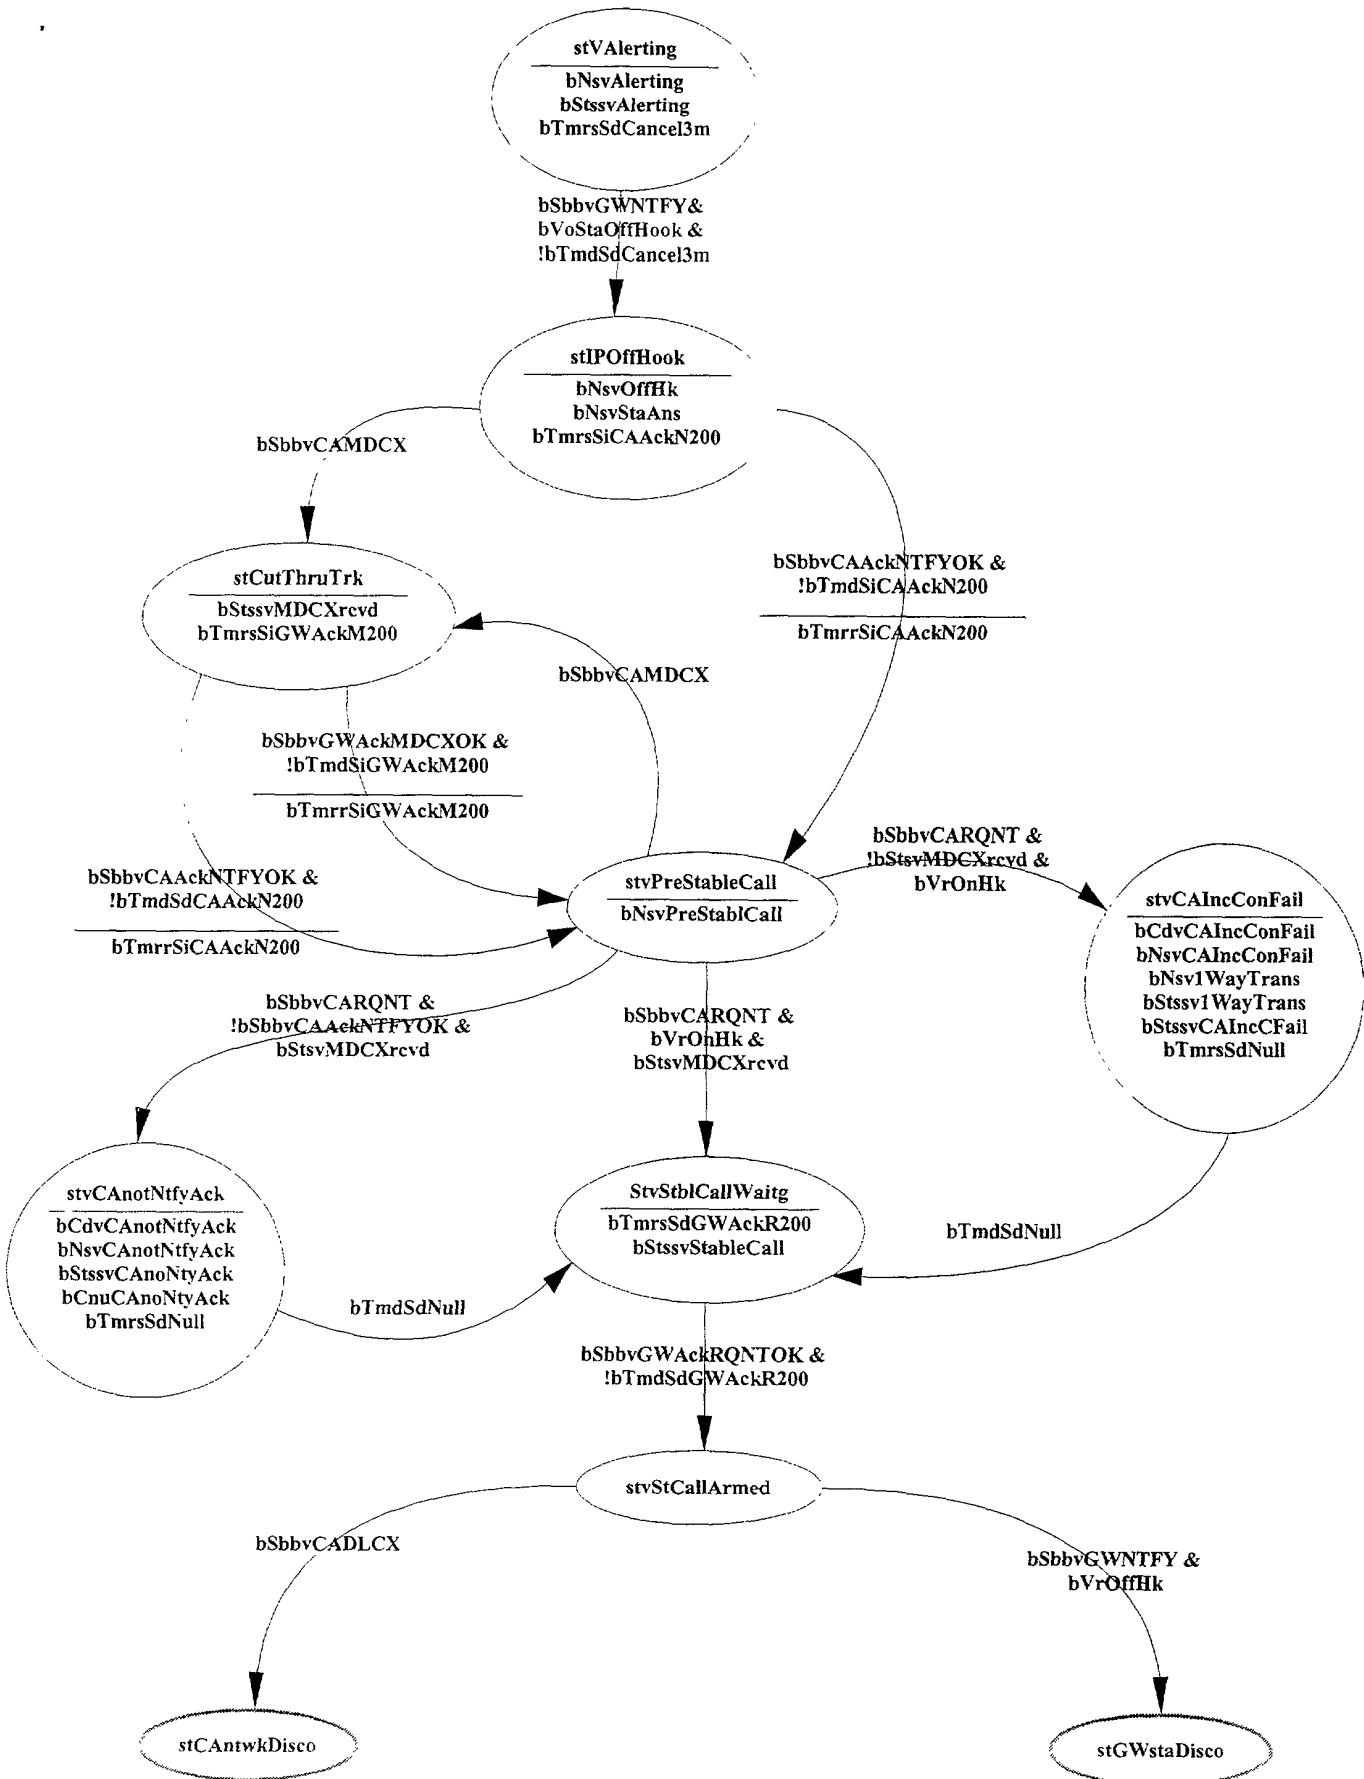 stVAlerting
bNsvAlerting
bStssvAlerting
bTmrsSdCancel3m
bSbbvGWNTFY&
bVoStaOffHook &
!bTmdSdCancel3m
stIPOffHook
bNsvOffHk
bNsvStaAns
bTmrsSiCAAckN200
bSbbvCAMDCX
bSbbvCAAckNTFYOK &
!bTmdSiCAAckN200
bTmrrSiCAAckN200
stCutThruTrk
bStssvMDCXrcvd
bTmrsSiGWAckM200
bSbbvCAMDCX
bSbbvGWAckMDCXOK &
!bTmdSiGWAckM200
bTmrrSiGWAckM200
bSbbvCAAckNTFYOK &
!bTmdSdCAAckN200
bTmrrSiCAAckN200
stvPreStableCall
bNsvPreStablCall
bSbbvCARQNT &
!bStsvMDCXrcvd &
bVrOnHk
stvCAIncConFail
bCdvCAIncConFail
bNsvCAIncConFail
bNsv1WayTrans
bStssv1WayTrans
bStssvCAIncCFail
bTmrsSdNull
bSbbvCARQNT &
!bSbbvCAAckNTFYOK &
bStsvMDCXrcvd
bSbbvCARQNT &
bVrOnHk &
bStsvMDCXrcvd
stvCAnotNtfyAck
bCdvCAnotNtfyAck
bNsvCAnotNtfyAck
bStssvCAnoNtyAck
bCnuCAnoNtyAck
bTmrsSdNull
StvStblCallWaitg
bTmrsSdGWAckR200
bStssvStableCall
bTmdSdNull
bTmdSdNull
bSbbvGWAckRQNTOK &
!bTmdSdGWAckR200
stvStCallArmed
bSbbvCADLCX
bSbbvGWNTFY &
bVrOffHk
stCAntwkDisco
stGWstaDisco